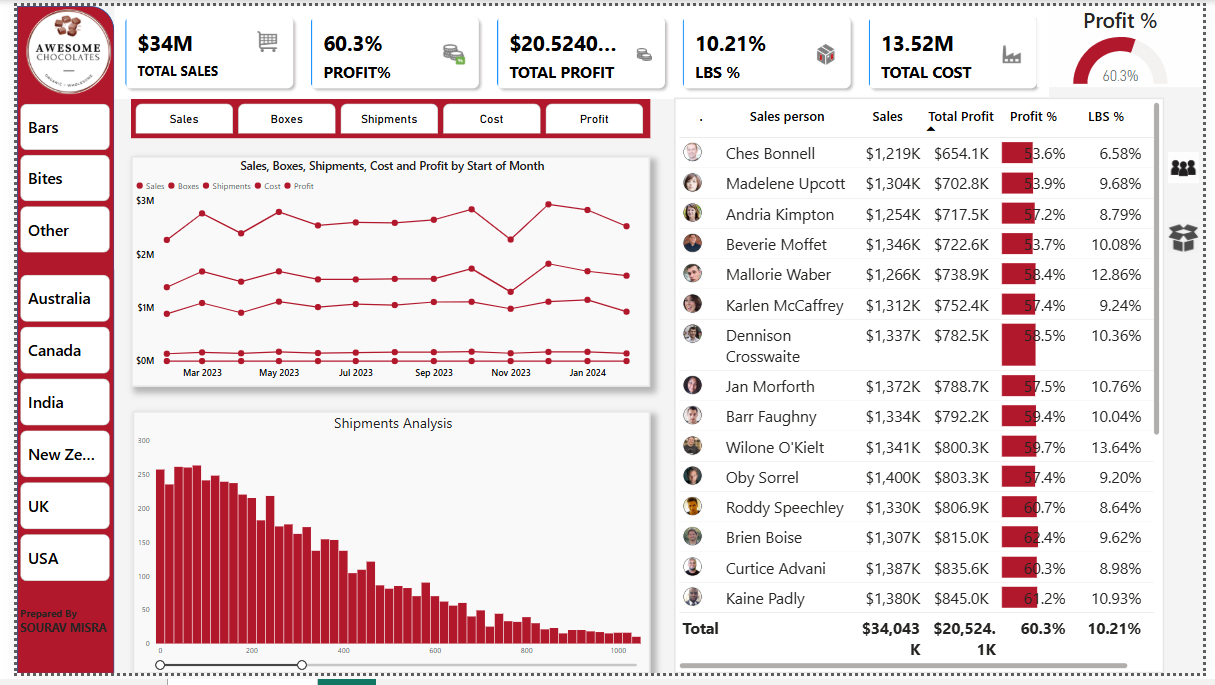 AWESOME
CHOCOLATES
Bars
Bites
Other
Australia
Canada
India
New Ze...
UK
USA
Prepared By
SOURAV MISRA
$34M
TOTAL SALES
60.3%
PROFIT%
$20.5240...
TOTAL PROFIT
10.21%
LBS %
13.52M
TOTAL COST
Profit %
60.3%
Sales Boxes Shipments Cost Profit
Sales, Boxes, Shipments, Cost and Profit by Start of Month
Sales Boxes Shipments Cost Profit
$3M
$2M
$1M
$0M
Mar 2023 May 2023 Jul 2023 Sep 2023 Nov 2023 Jan 2024
Shipments Analysis
300
250
200
150
100
50
0
0 200 400 600 800 1000
. Sales person Sales Total Profit Profit % LBS %
Ches Bonnell $1,219K $654.1K 53.6% 6.58%
Madelene Upcott $1,304K $702.8K 53.9% 9.68%
Andria Kimpton $1,254K $717.5K 57.2% 8.79%
Beverie Moffet $1,346K $722.6K 53.7% 10.08%
Mallorie Waber $1,266K $738.9K 58.4% 12.86%
Karlen McCaffrey $1,312K $752.4K 57.4% 9.24%
Dennison $1,337K $782.5K 58.5% 10.36%
Crosswaite
Jan Morforth $1,372K $788.7K 57.5% 10.76%
Barr Faughny $1,334K $792.2K 59.4% 10.04%
Wilone O'Kielt $1,341K $800.3K 59.7% 13.64%
Oby Sorrel $1,400K $803.3K 57.4% 9.20%
Roddy Speechley $1,330K $806.9K 60.7% 8.64%
Brien Boise $1,307K $815.0K 62.4% 9.62%
Curtice Advani $1,387K $835.6K 60.3% 8.98%
Kaine Padly $1,380K $845.0K 61.2% 10.93%
Total $34,043 $20,524. 60.3% 10.21%
K 1K